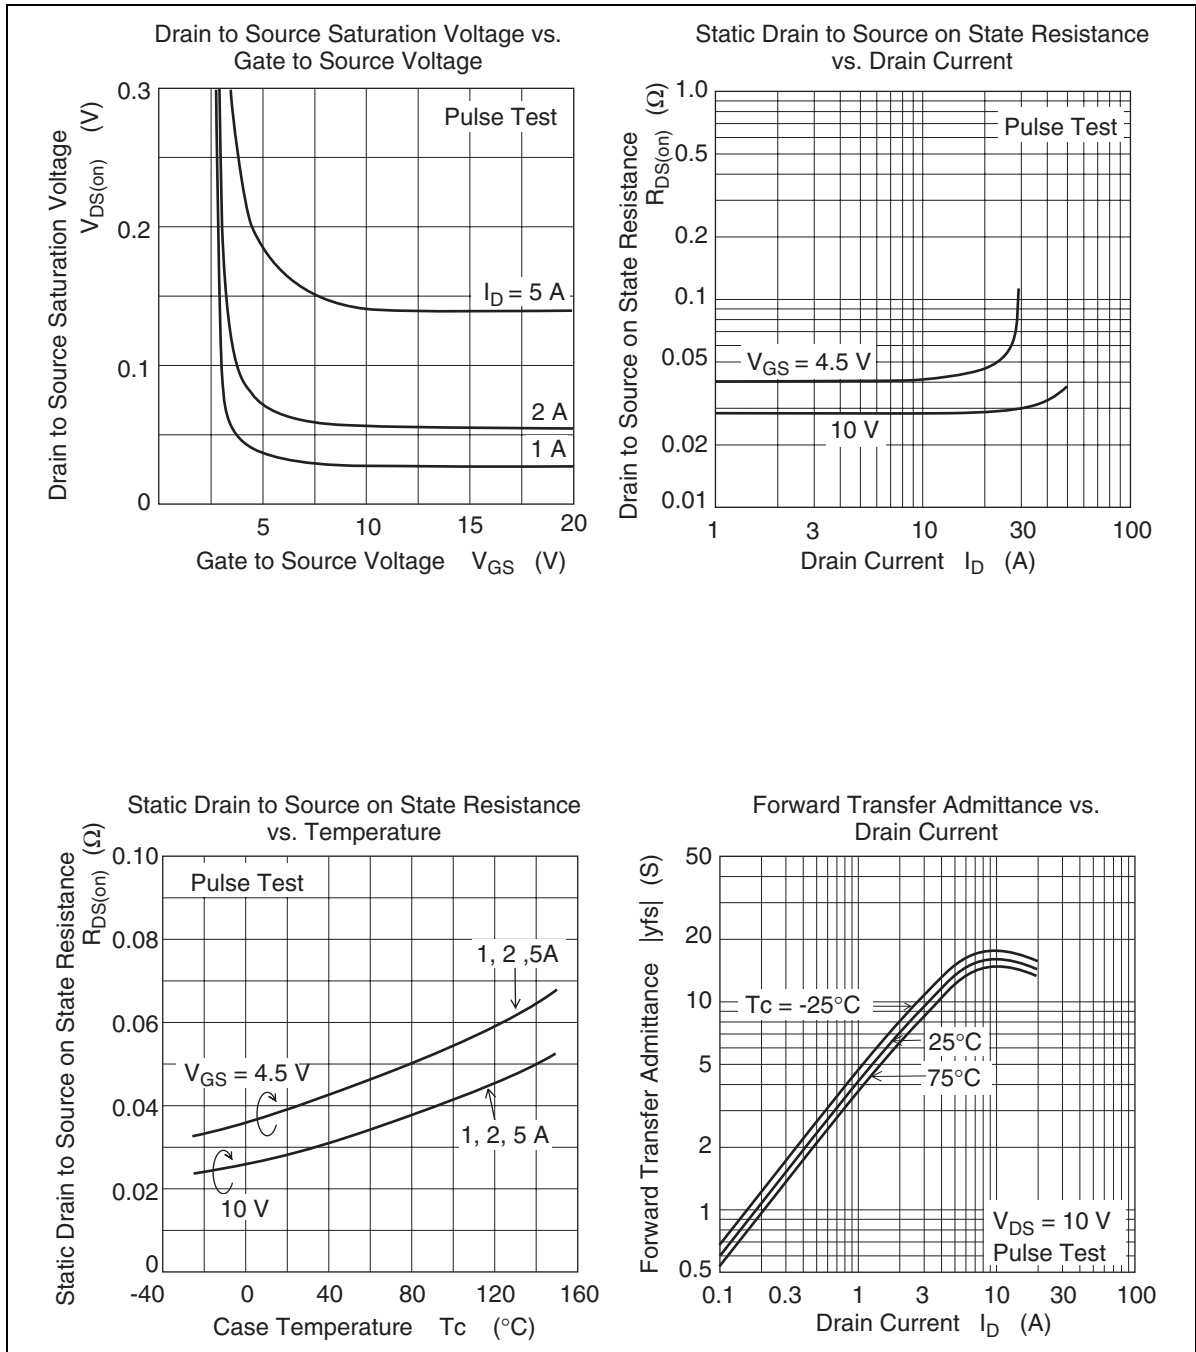 Drain to Source Saturation Voltage vs.
Gate to Source Voltage
Drain to Source Saturation Voltage
VDS(on) (V)
0.3
0.2
0.1
0
Pulse Test
ID = 5 A
2 A
1 A
5 10 15 20
Gate to Source Voltage VGS (V)
Static Drain to Source on State Resistance
vs. Drain Current
Drain to Source on State Resistance
RDS(on) (Ω)
1.0
0.5
0.2
0.1
0.05
0.02
0.01
Pulse Test
VGS = 4.5 V
10 V
1 3 10 30 100
Drain Current ID (A)
Static Drain to Source on State Resistance
vs. Temperature
Static Drain to Source on State Resistance
RDS(on) (Ω)
0.10
0.08
0.06
0.04
0.02
0
Pulse Test
1, 2 ,5A
VGS = 4.5 V
1, 2, 5 A
10 V
-40 0 40 80 120 160
Case Temperature Tc (°C)
Forward Transfer Admittance vs.
Drain Current
Forward Transfer Admittance |yfs| (S)
50
20
10
5
2
1
0.5
Tc = -25°C
25°C
75°C
VDS = 10 V
Pulse Test
0.1 0.3 1 3 10 30 100
Drain Current ID (A)